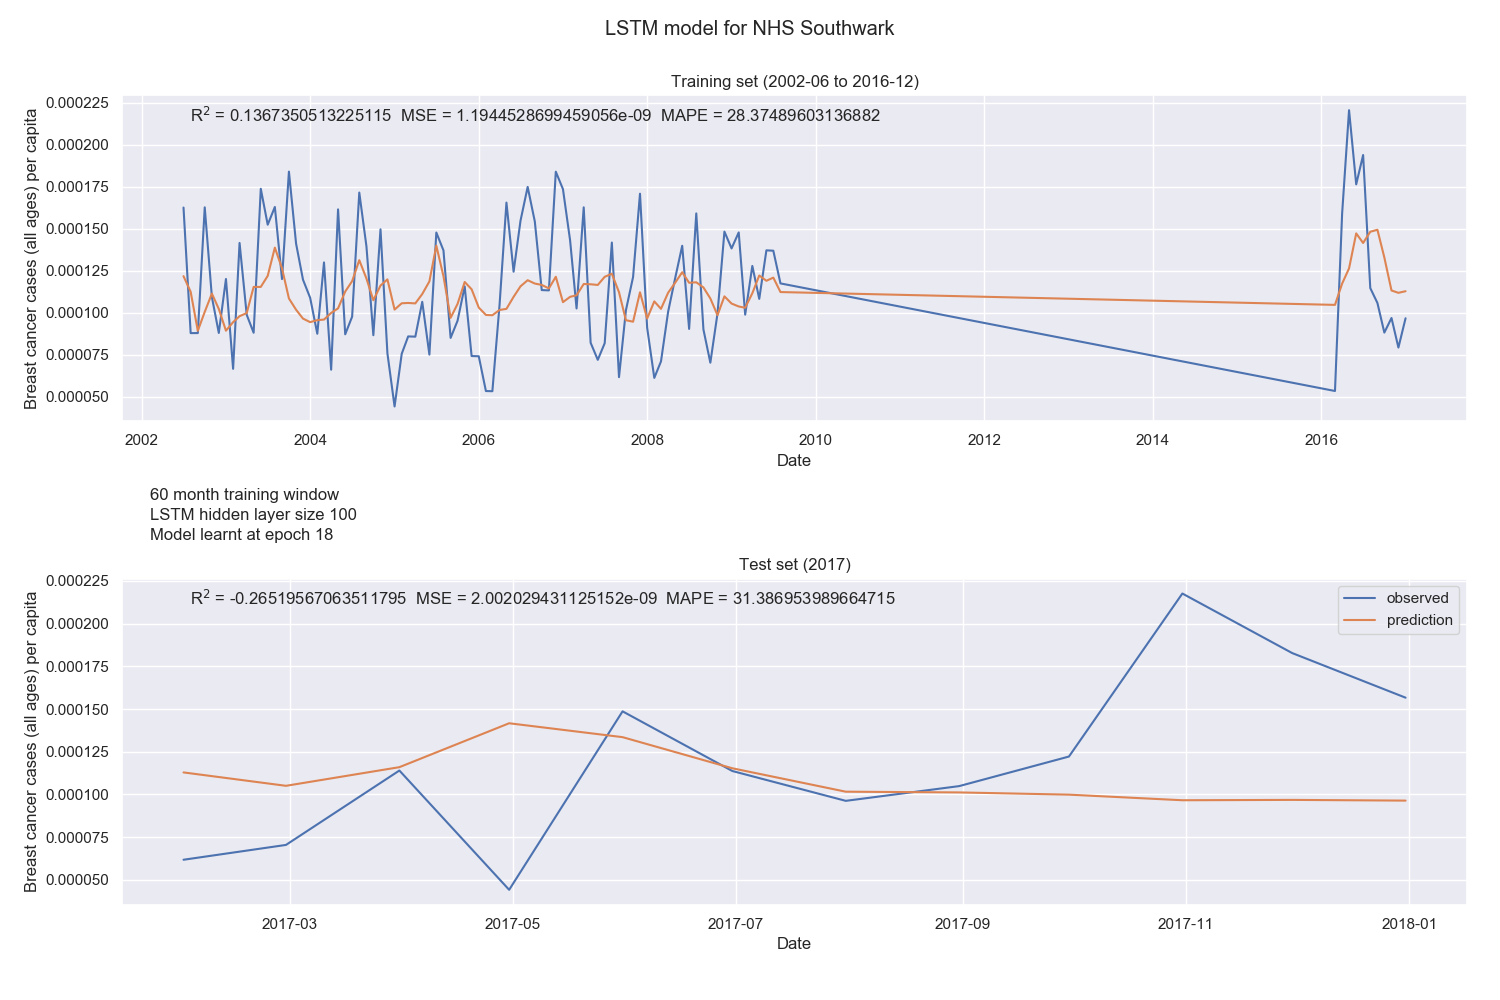 LSTM model for NHS Southwark
Training set (2002-06 to 2016-12)
R² = 0.1367350513225115 MSE = 1.1944528699459056e-09 MAPE = 28.37489603136882
Breast cancer cases (all ages) per capita
0.000225
0.000200
0.000175
0.000150
0.000125
0.000100
0.000075
0.000050
2002 2004 2006 2008 2010 2012 2014 2016
Date
60 month training window
LSTM hidden layer size 100
Model learnt at epoch 18
Test set (2017)
R² = -0.26519567063511795 MSE = 2.002029431125152e-09 MAPE = 31.386953989664715
observed
prediction
Breast cancer cases (all ages) per capita
0.000225
0.000200
0.000175
0.000150
0.000125
0.000100
0.000075
0.000050
2017-03 2017-05 2017-07 2017-09 2017-11 2018-01
Date